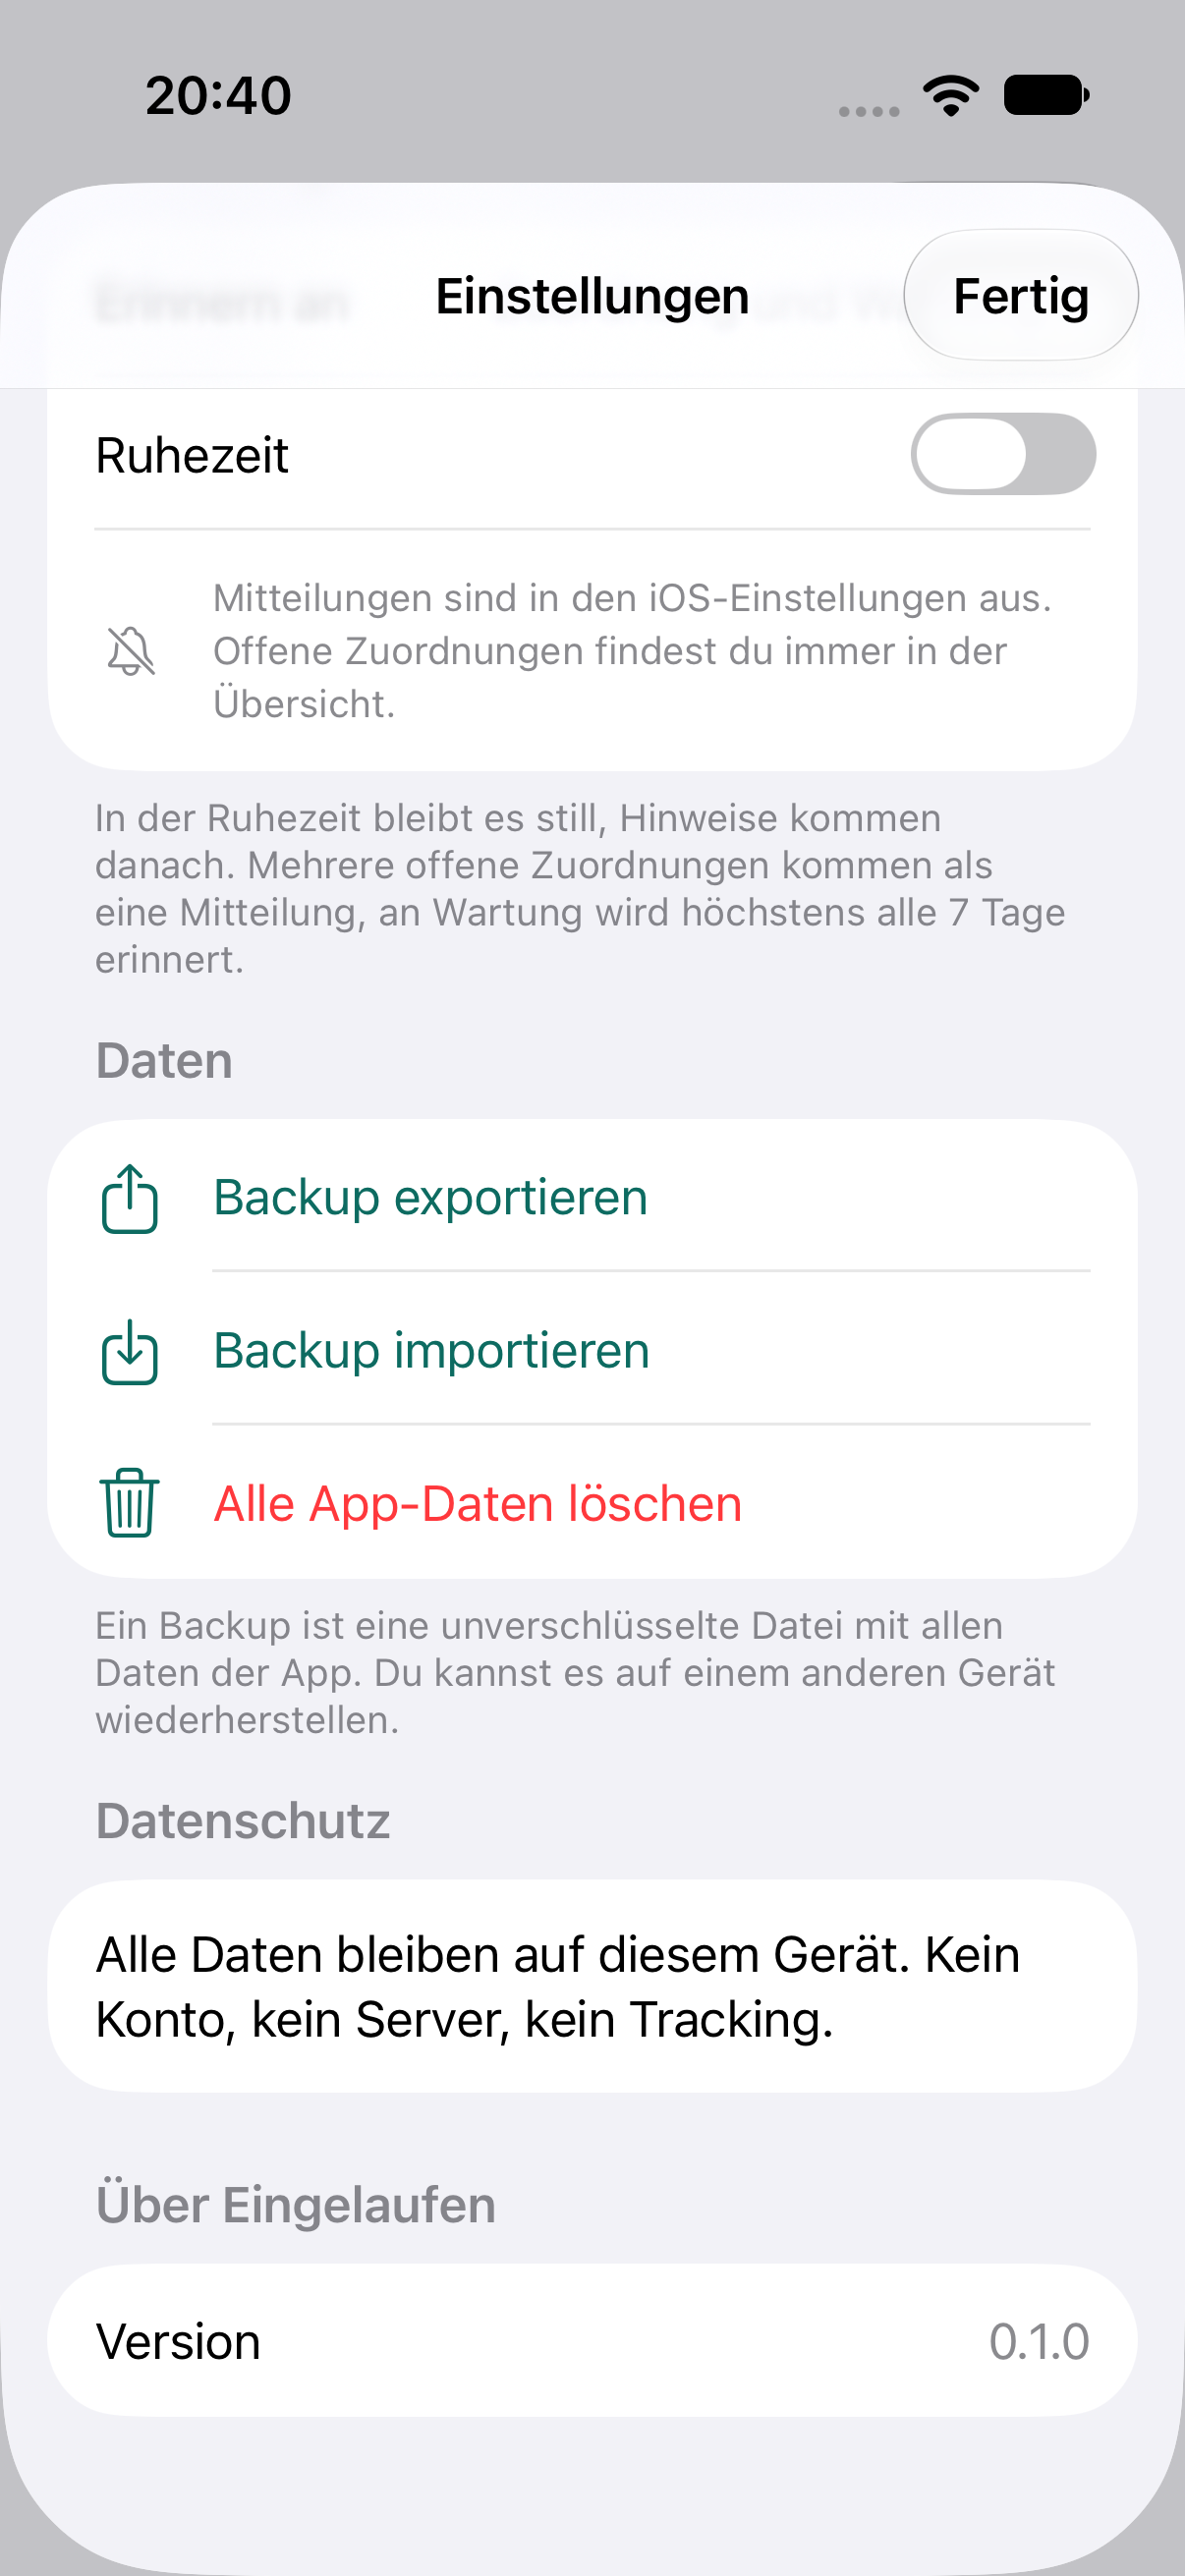 20:40
Erinnern an
Einstellungen
und W
Fertig
Ruhezeit
Mitteilungen sind in den iOS-Einstellungen aus.
Offene Zuordnungen findest du immer in der
Übersicht.
In der Ruhezeit bleibt es still, Hinweise kommen
danach. Mehrere offene Zuordnungen kommen als
eine Mitteilung, an Wartung wird höchstens alle 7 Tage
erinnert.
Daten
Backup exportieren
Backup importieren
Alle App-Daten löschen
Ein Backup ist eine unverschlüsselte Datei mit allen
Daten der App. Du kannst es auf einem anderen Gerät
wiederherstellen.
Datenschutz
Alle Daten bleiben auf diesem Gerät. Kein
Konto, kein Server, kein Tracking.
Über Eingelaufen
Version
0.1.0